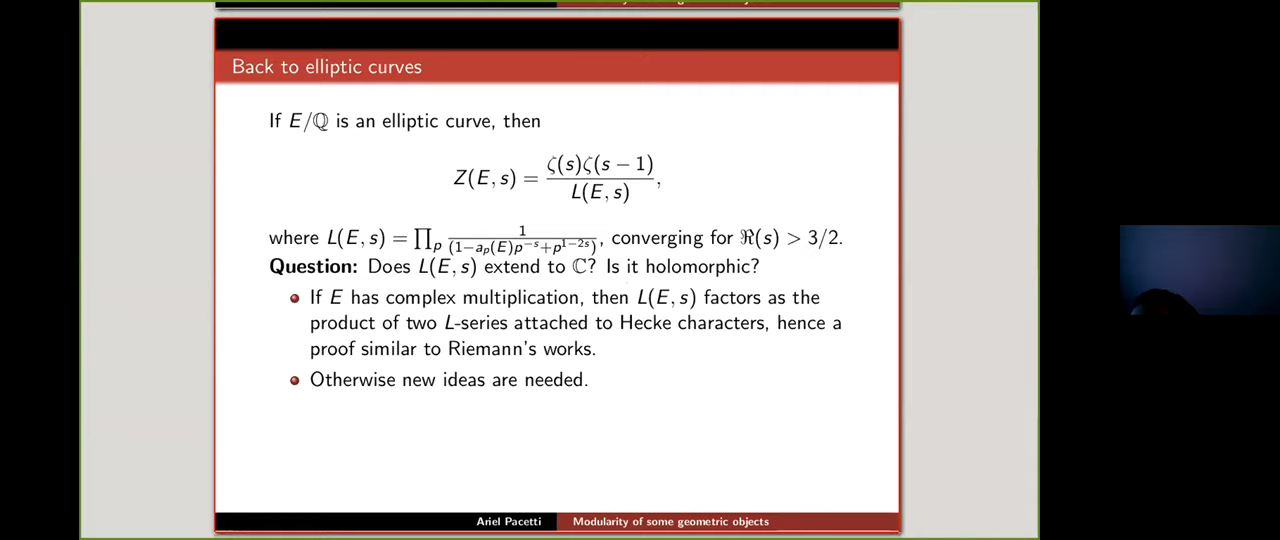 Back to elliptic curves
If E/ℚ is an elliptic curve, then
Z(E, s) = ζ(s)ζ(s − 1) / L(E, s),
where L(E, s) = ∏_p 1/(1−a_p(E)p^{−s}+p^{1−2s}), converging for ℜ(s) > 3/2.
Question: Does L(E, s) extend to ℂ? Is it holomorphic?
If E has complex multiplication, then L(E, s) factors as the
product of two L-series attached to Hecke characters, hence a
proof similar to Riemann's works.
Otherwise new ideas are needed.
Ariel Pacetti Modularity of some geometric objects